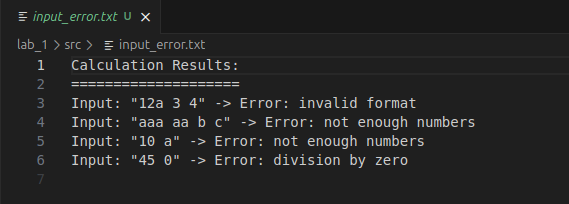 input_error.txt U ×
lab_1 > src > input_error.txt
1 Calculation Results:
2 ====================
3 Input: "12a 3 4" -> Error: invalid format
4 Input: "aaa aa b c" -> Error: not enough numbers
5 Input: "10 a" -> Error: not enough numbers
6 Input: "45 0" -> Error: division by zero
7